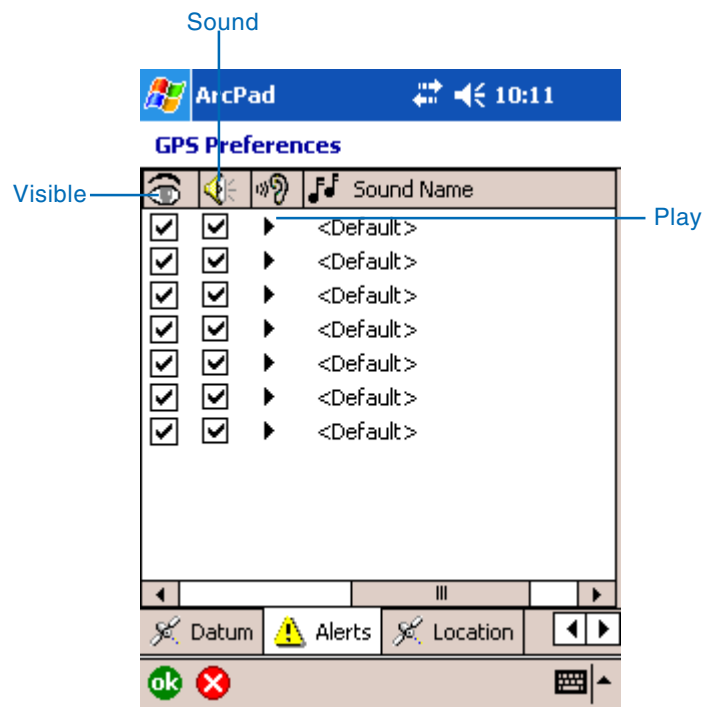 Sound
ArcPad 10:11
GPS Preferences
Visible
Sound Name
Play
<Default>
<Default>
<Default>
<Default>
<Default>
<Default>
<Default>
Datum Alerts Location
ok